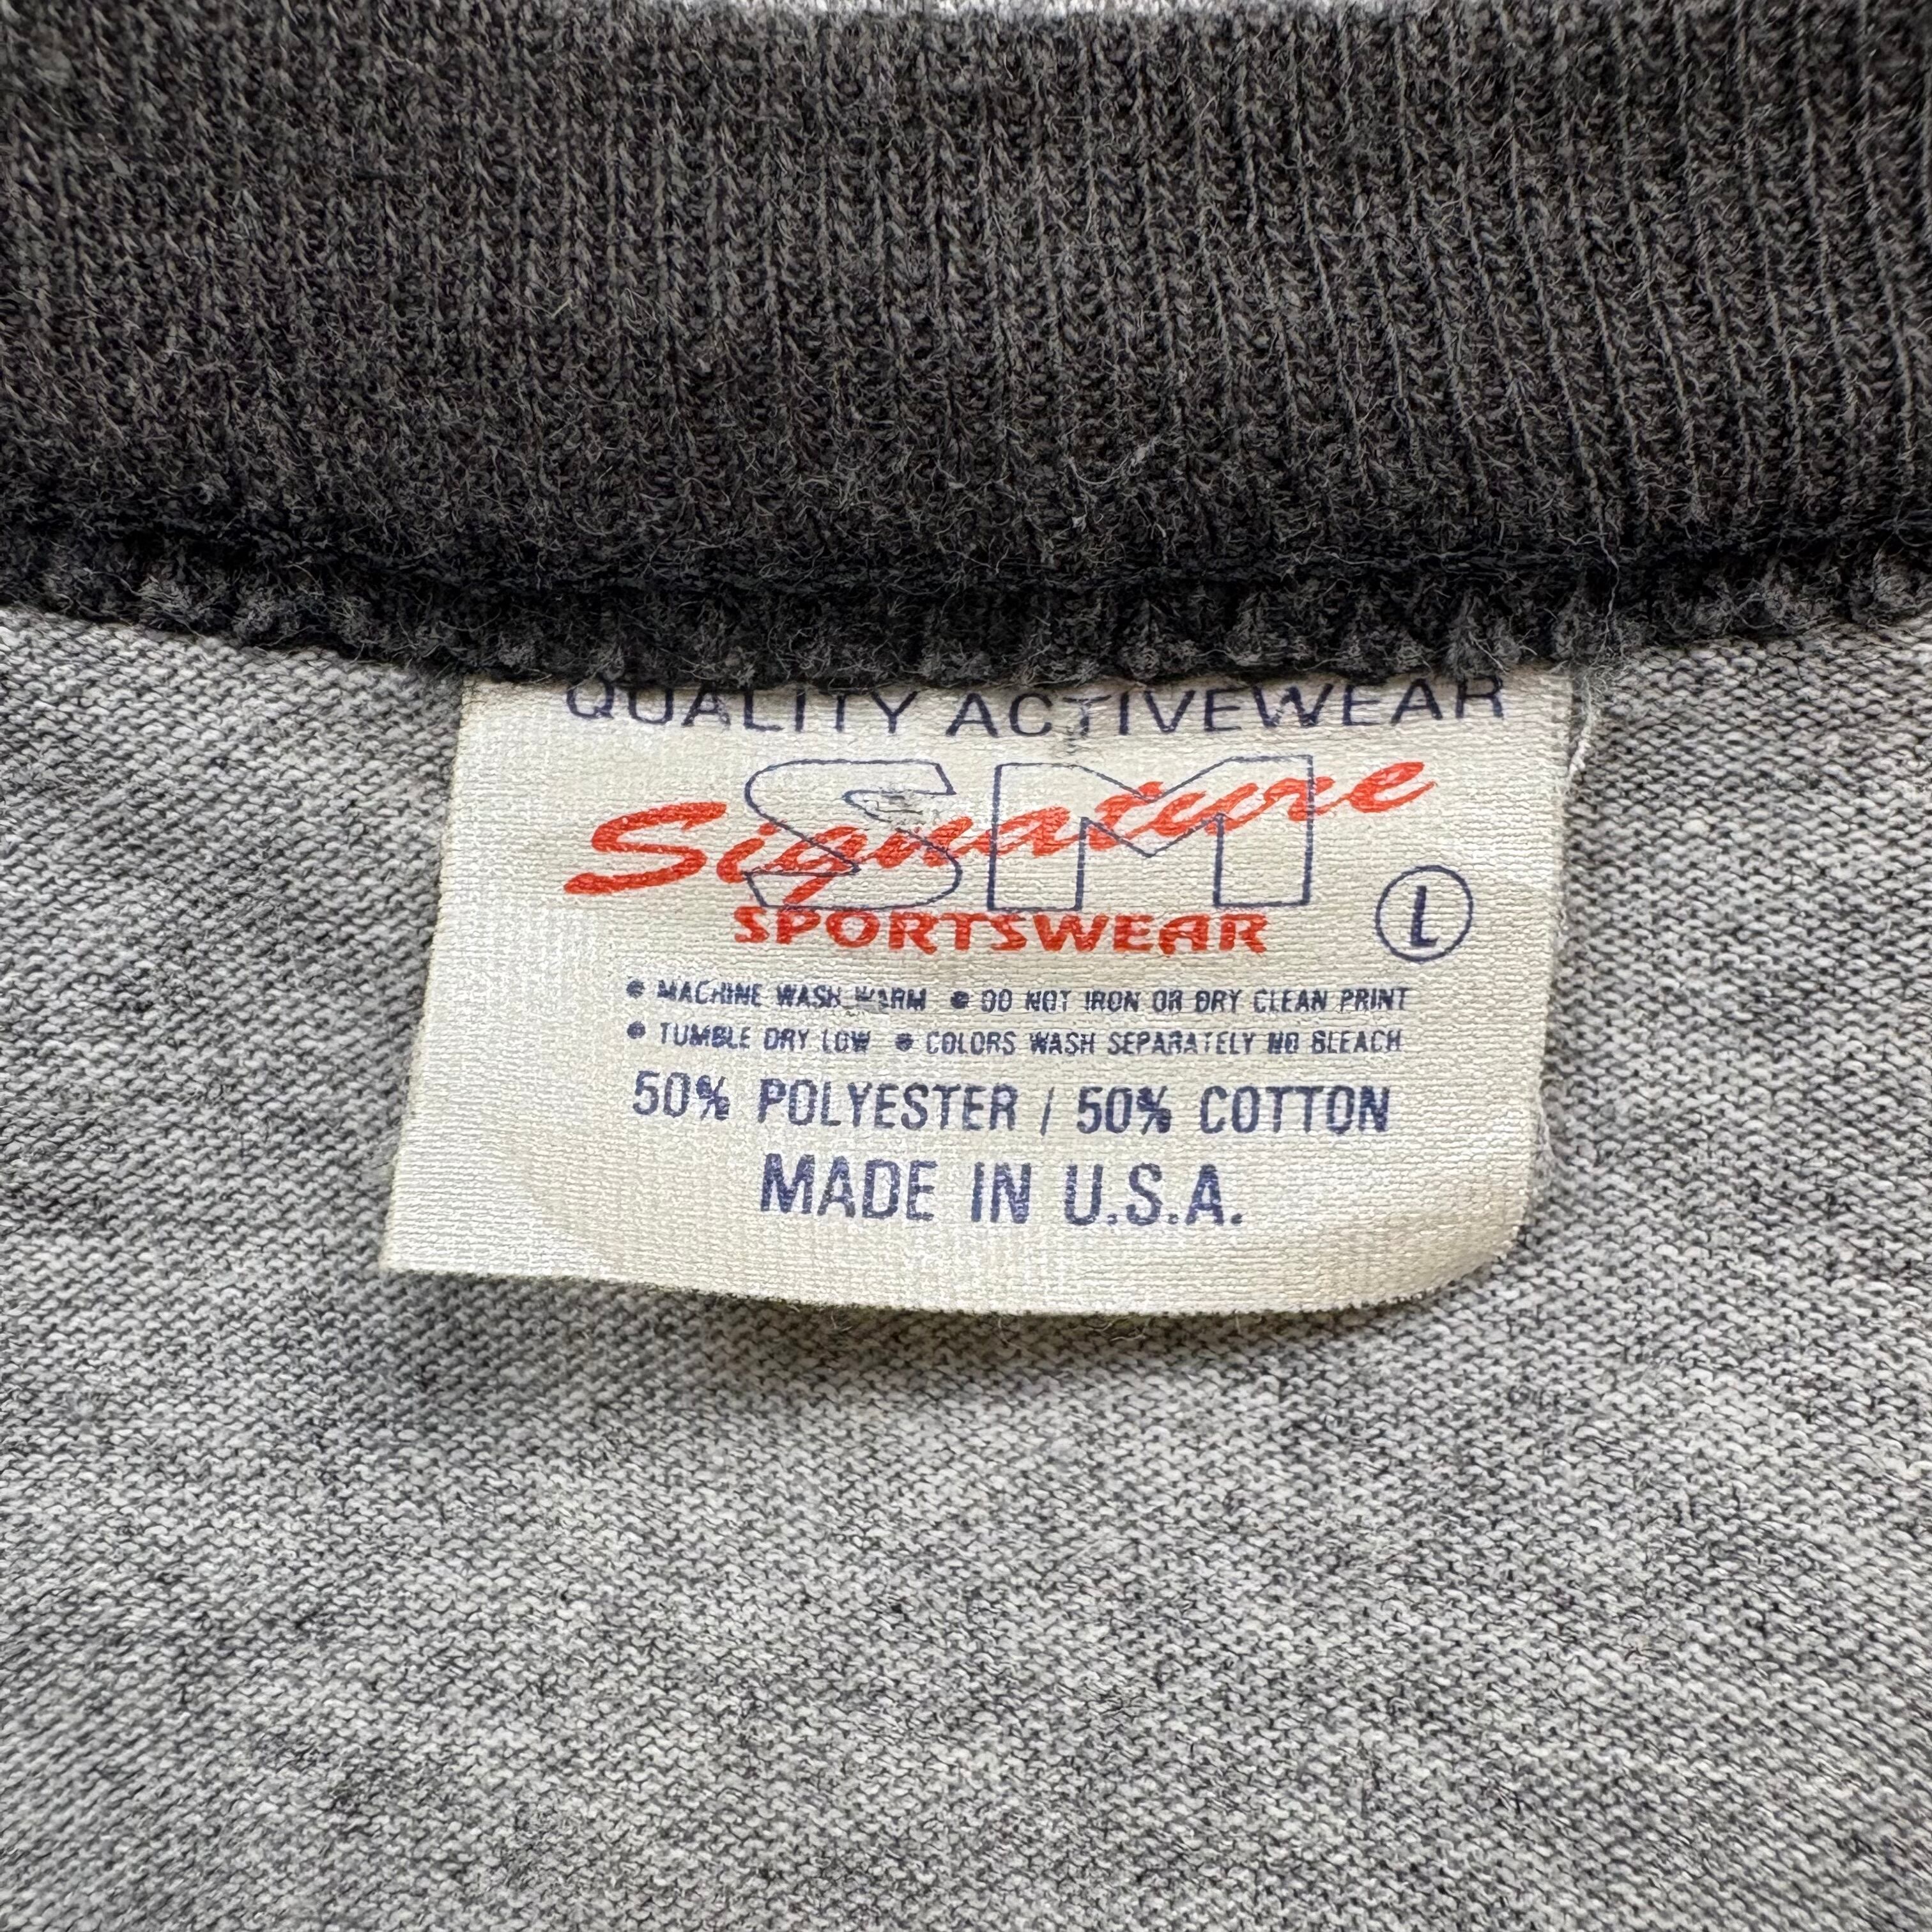 QUALITY ACTIVEWEAR
SM
Signature
SPORTSWEAR
L
• MACHINE WASH WARM • DO NOT IRON OR DRY CLEAN PRINT
• TUMBLE DRY LOW • COLORS WASH SEPARATELY NO BLEACH
50% POLYESTER / 50% COTTON
MADE IN U.S.A.